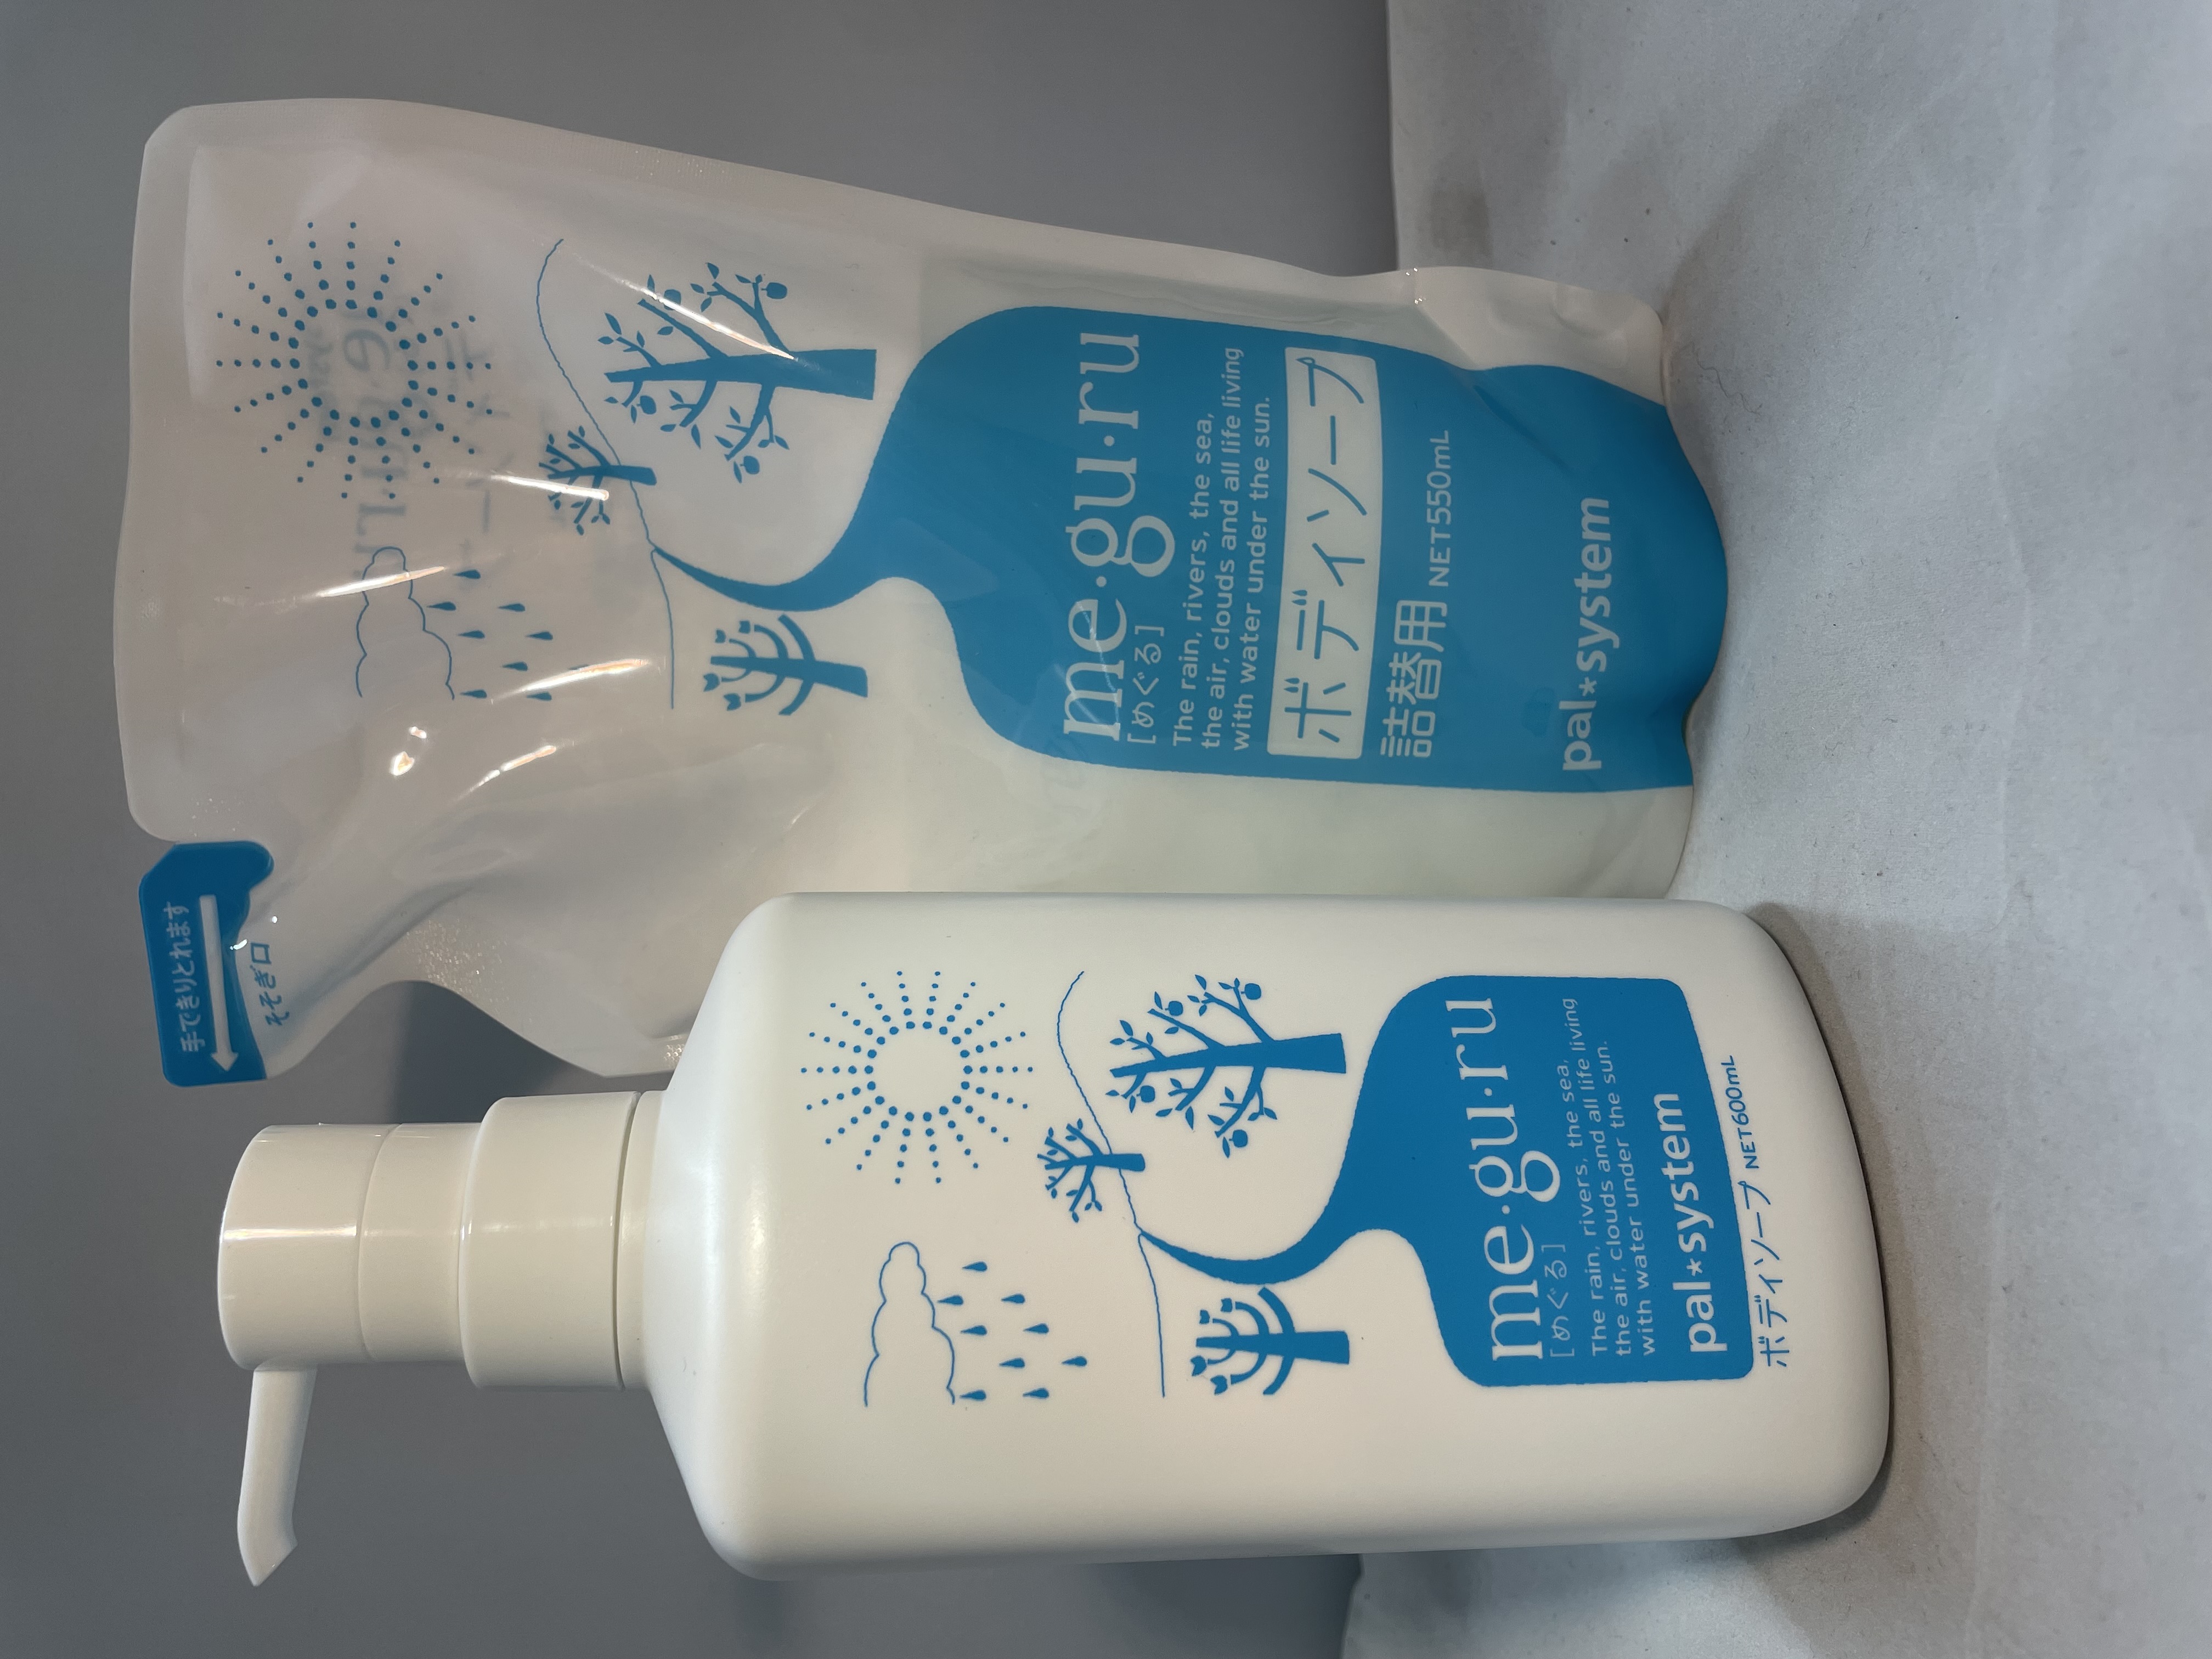 手できりとれます
そそぎ口
me・gu・ru
[めぐる]
The rain, rivers, the sea,
the air, clouds and all life living
with water under the sun.
ボディソープ
詰替用 NET550mL
pal*system
me・gu・ru
[めぐる]
The rain, rivers, the sea,
the air, clouds and all life living
with water under the sun.
pal*system
ボディソープ NET600mL